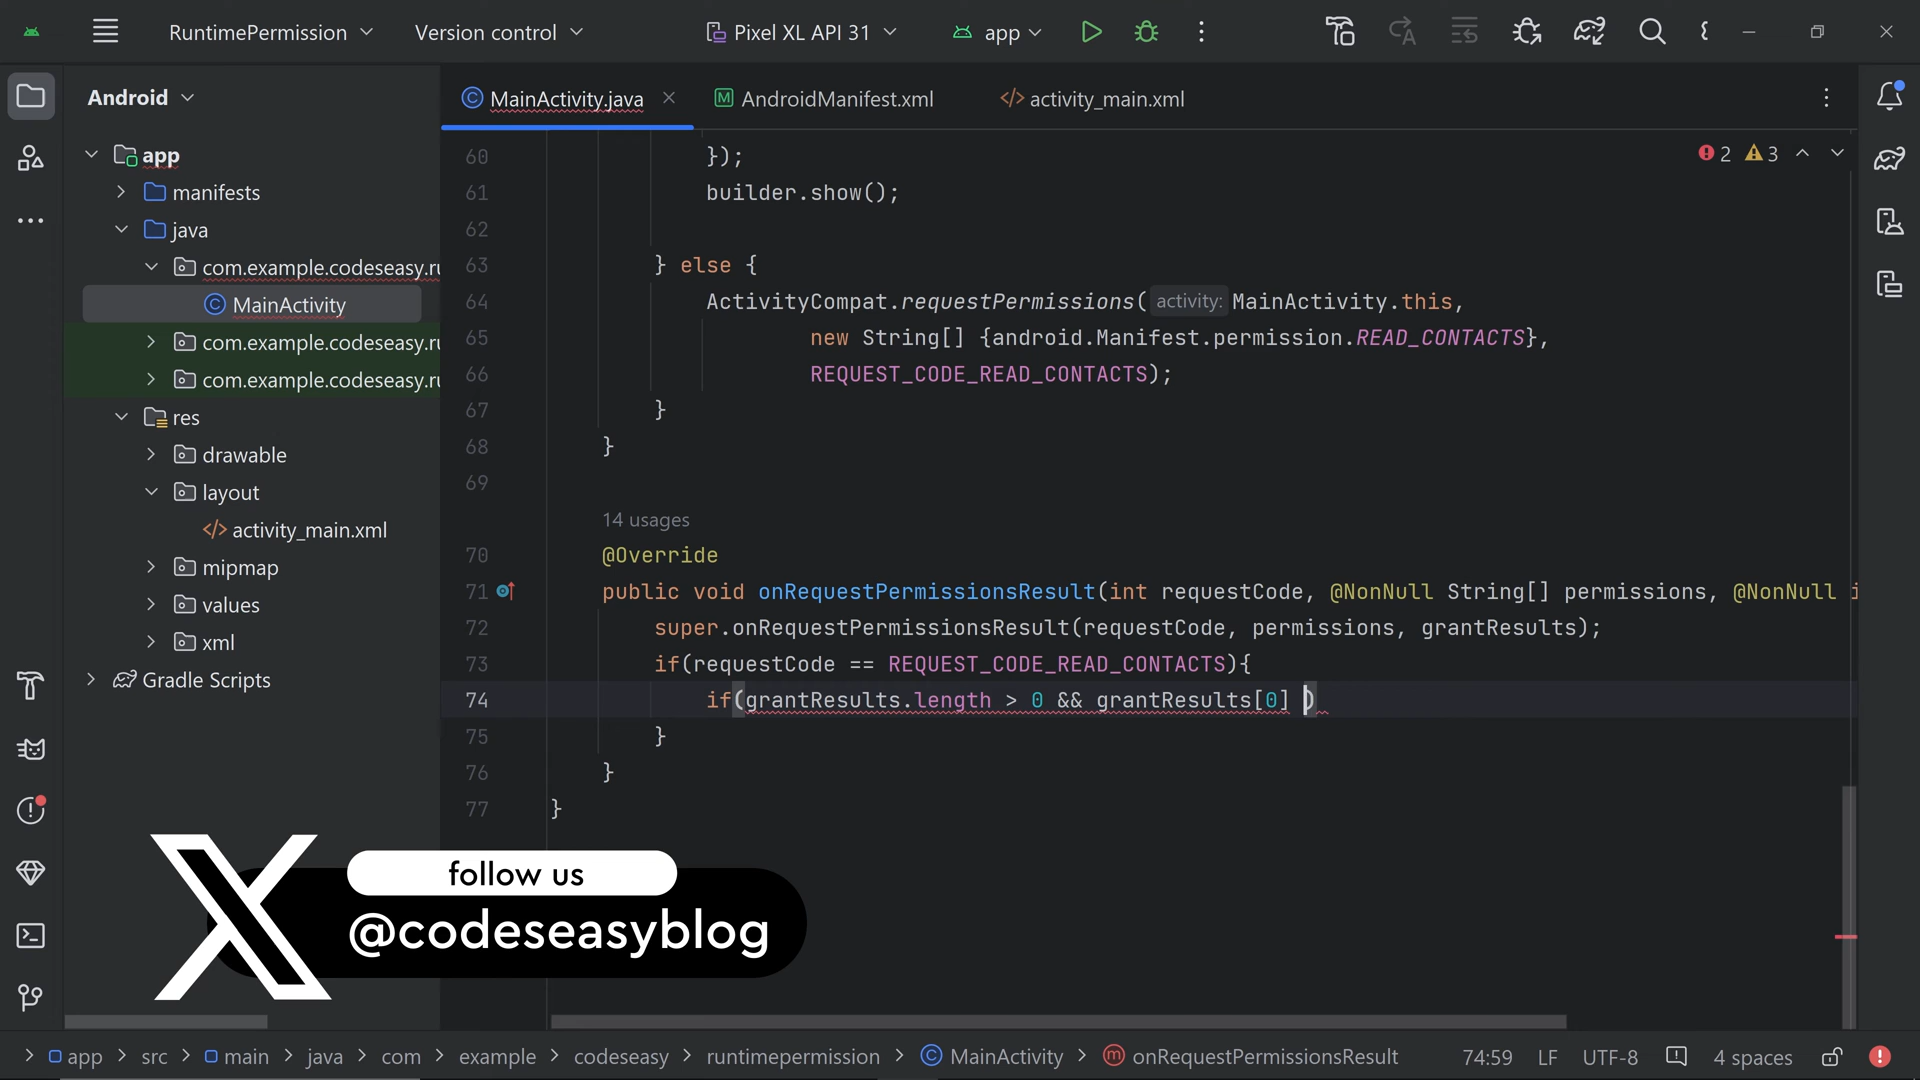 RuntimePermission
Version control
Pixel XL API 31
app
Android
MainActivity.java
AndroidManifest.xml
</> activity_main.xml
app
manifests
java
com.example.codeseasy.ru
MainActivity
com.example.codeseasy.ru
com.example.codeseasy.ru
res
drawable
layout
</> activity_main.xml
mipmap
values
xml
Gradle Scripts
2 3
60 });
61 builder.show();
62
63 } else {
64 ActivityCompat.requestPermissions( activity: MainActivity.this,
65 new String[] {android.Manifest.permission.READ_CONTACTS},
66 REQUEST_CODE_READ_CONTACTS);
67 }
68 }
69
14 usages
70 @Override
71 public void onRequestPermissionsResult(int requestCode, @NonNull String[] permissions, @NonNull i
72 super.onRequestPermissionsResult(requestCode, permissions, grantResults);
73 if(requestCode == REQUEST_CODE_READ_CONTACTS){
74 if(grantResults.length > 0 && grantResults[0] )
75 }
76 }
77 }
follow us
@codeseasyblog
app > src > main > java > com > example > codeseasy > runtimepermission > MainActivity > onRequestPermissionsResult
74:59 LF UTF-8 4 spaces